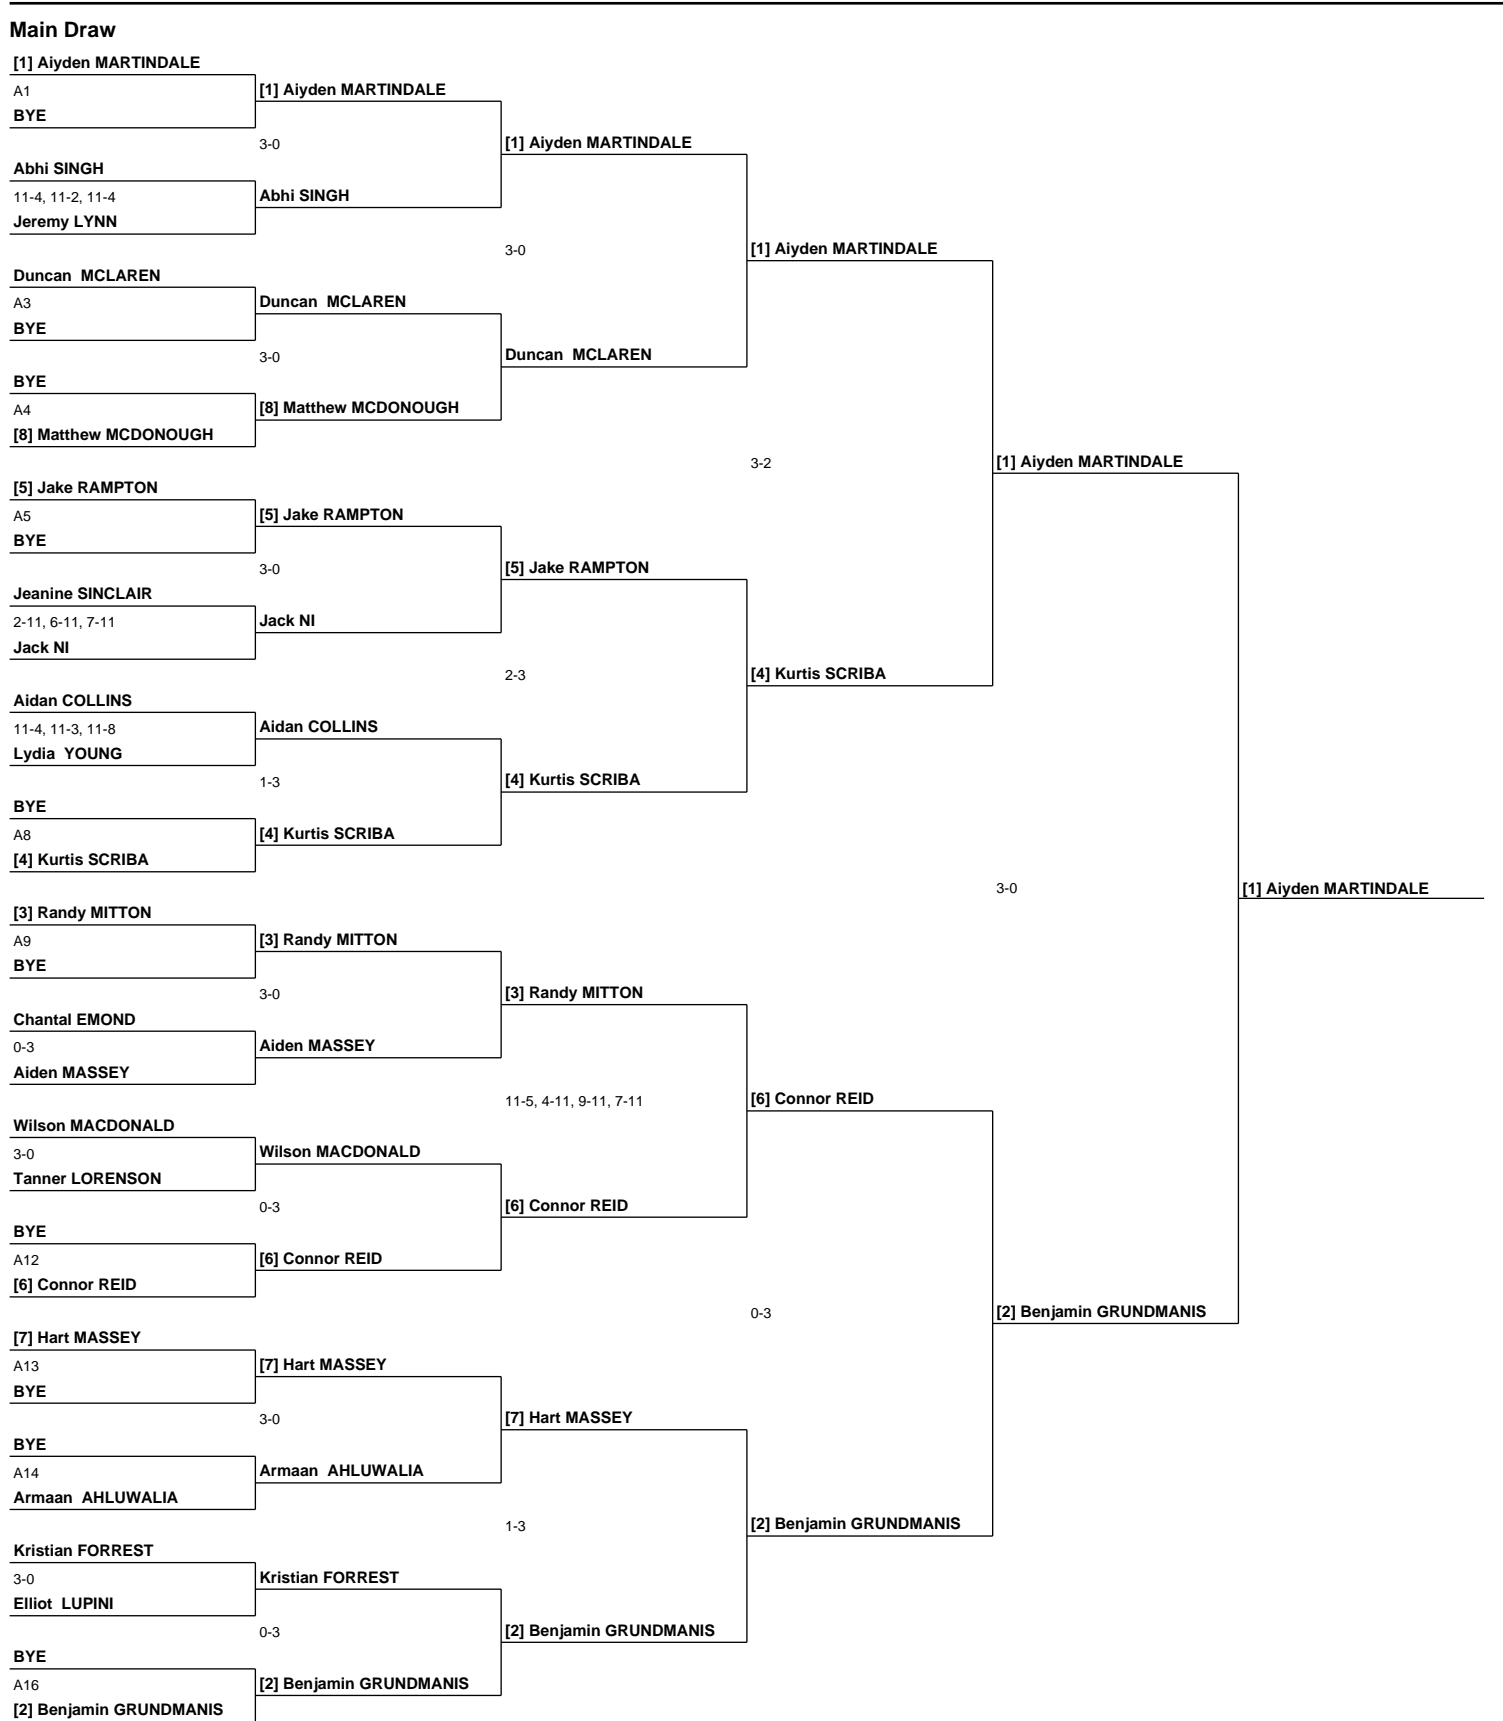 Main Draw
[1] Aiyden MARTINDALE
A1
[1] Aiyden MARTINDALE
BYE
3-0
[1] Aiyden MARTINDALE
Abhi SINGH
11-4, 11-2, 11-4
Abhi SINGH
Jeremy LYNN
3-0
[1] Aiyden MARTINDALE
Duncan MCLAREN
A3
Duncan MCLAREN
BYE
3-0
Duncan MCLAREN
BYE
A4
[8] Matthew MCDONOUGH
[8] Matthew MCDONOUGH
3-2
[1] Aiyden MARTINDALE
[5] Jake RAMPTON
A5
[5] Jake RAMPTON
BYE
3-0
[5] Jake RAMPTON
Jeanine SINCLAIR
2-11, 6-11, 7-11
Jack NI
Jack NI
2-3
[4] Kurtis SCRIBA
Aidan COLLINS
11-4, 11-3, 11-8
Aidan COLLINS
Lydia YOUNG
1-3
[4] Kurtis SCRIBA
BYE
A8
[4] Kurtis SCRIBA
[4] Kurtis SCRIBA
3-0
[1] Aiyden MARTINDALE
[3] Randy MITTON
A9
[3] Randy MITTON
BYE
3-0
[3] Randy MITTON
Chantal EMOND
0-3
Aiden MASSEY
Aiden MASSEY
11-5, 4-11, 9-11, 7-11
[6] Connor REID
Wilson MACDONALD
3-0
Wilson MACDONALD
Tanner LORENSON
0-3
[6] Connor REID
BYE
A12
[6] Connor REID
[6] Connor REID
0-3
[2] Benjamin GRUNDMANIS
[7] Hart MASSEY
A13
[7] Hart MASSEY
BYE
3-0
[7] Hart MASSEY
BYE
A14
Armaan AHLUWALIA
Armaan AHLUWALIA
1-3
[2] Benjamin GRUNDMANIS
Kristian FORREST
3-0
Kristian FORREST
Elliot LUPINI
0-3
[2] Benjamin GRUNDMANIS
BYE
A16
[2] Benjamin GRUNDMANIS
[2] Benjamin GRUNDMANIS